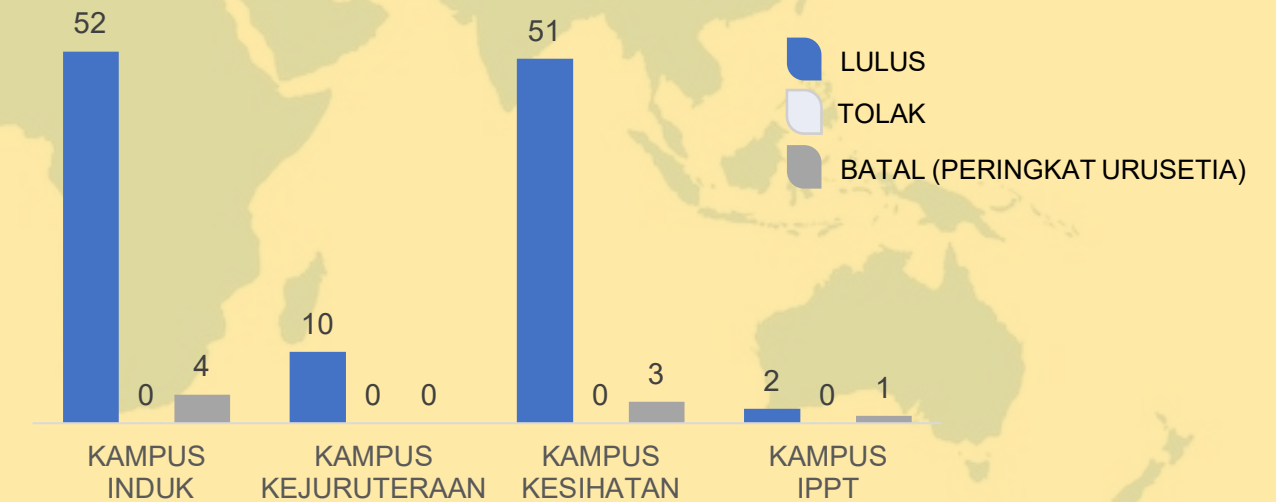 52
51
LULUS
TOLAK
BATAL (PERINGKAT URUSETIA)
10
0
4
0
0
0
3
2
0
1
KAMPUS
INDUK
KAMPUS
KEJURUTERAAN
KAMPUS
KESIHATAN
KAMPUS
IPPT